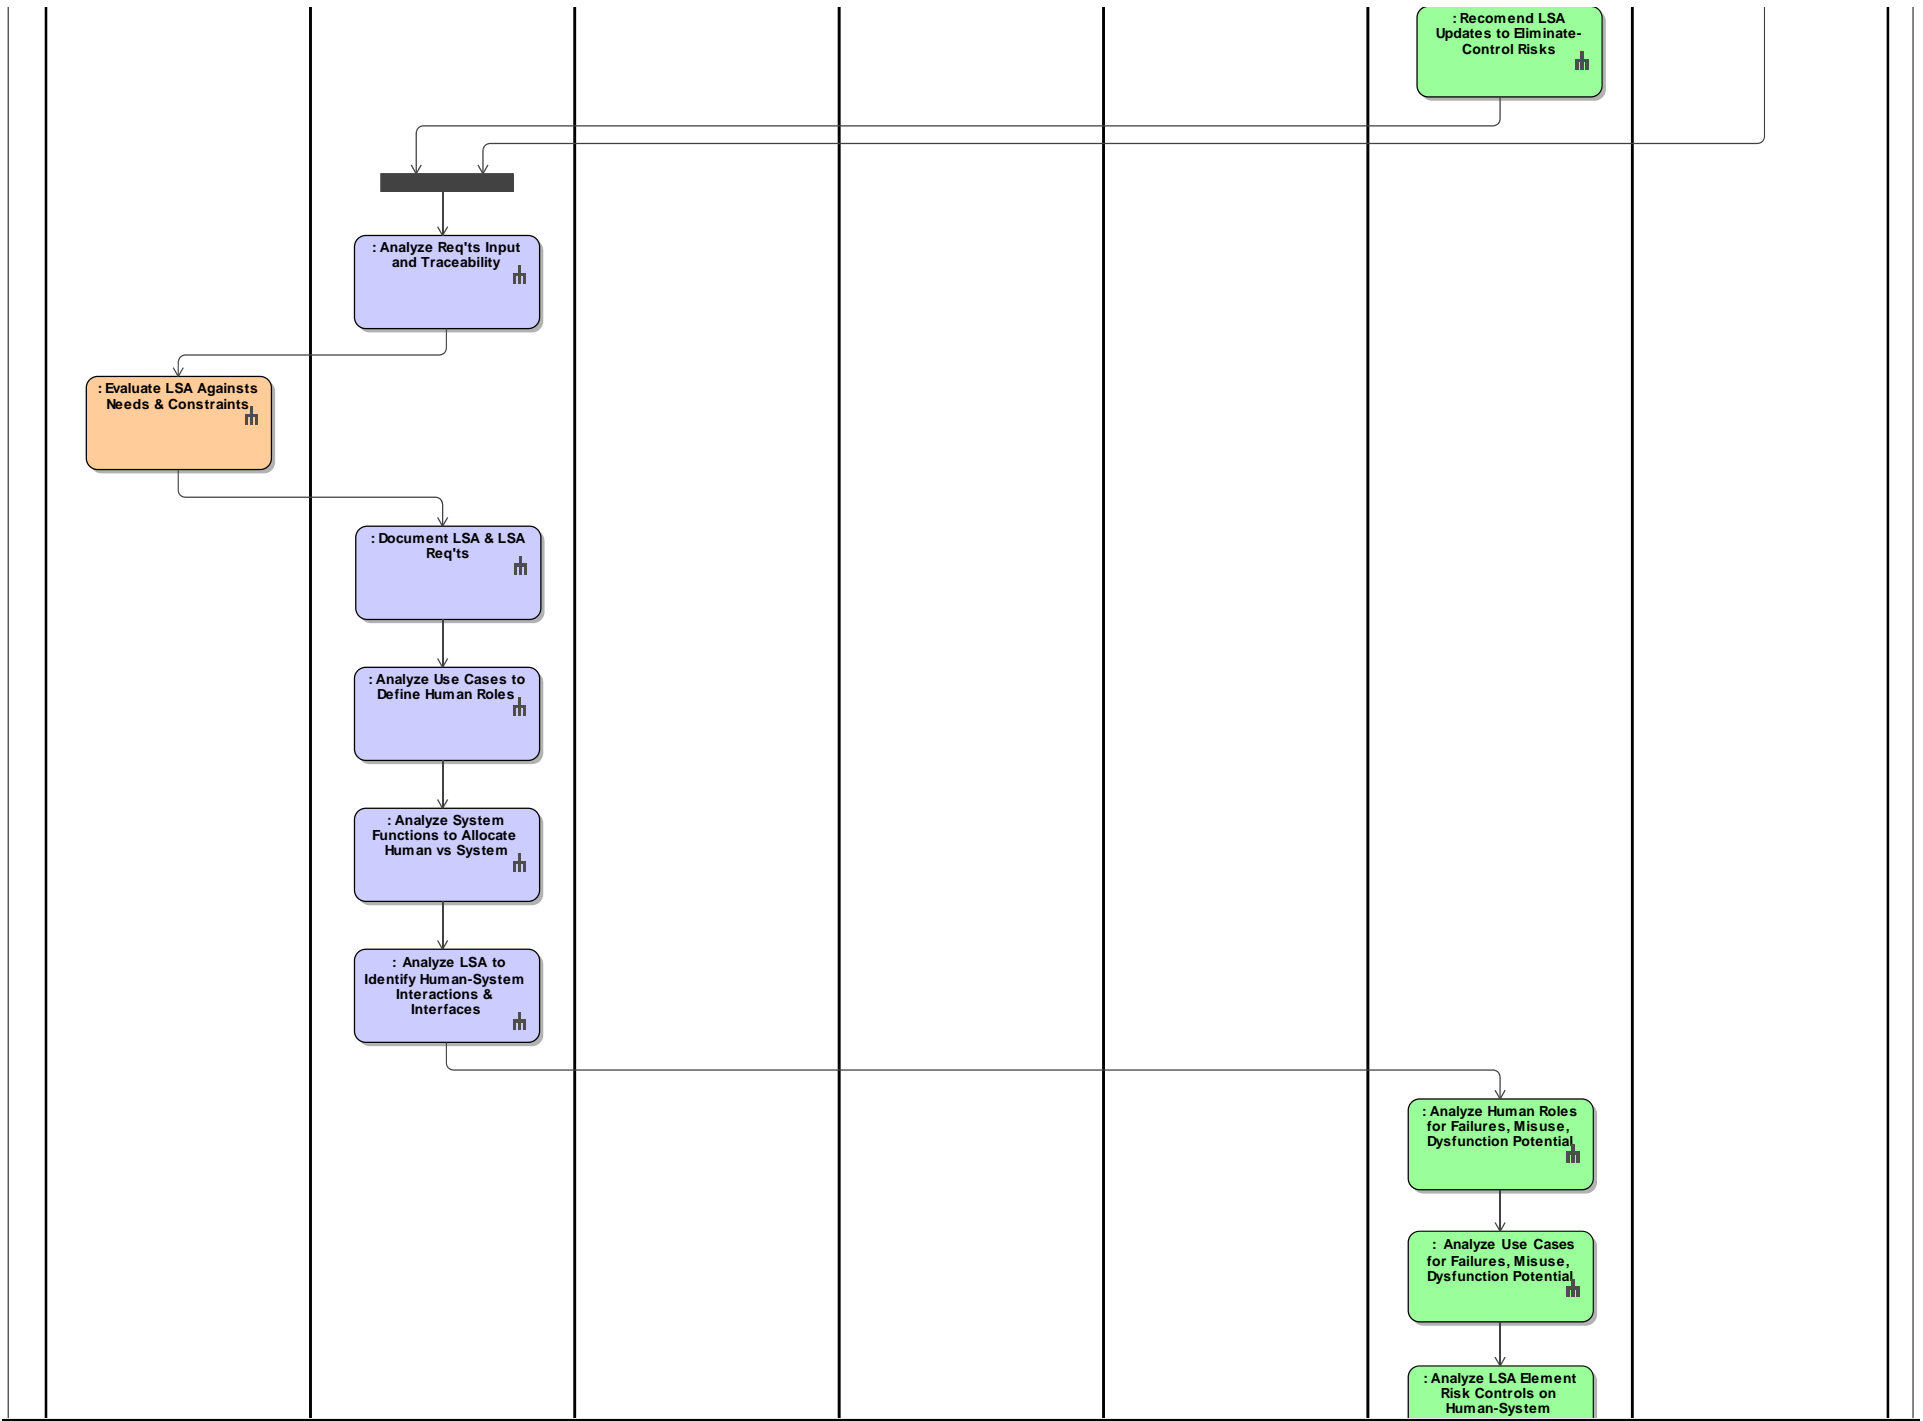 : Recomend LSA
Updates to Eliminate-
Control Risks
: Analyze Req'ts Input
and Traceability
: Evaluate LSA Againsts
Needs & Constraints
: Document LSA & LSA
Req'ts
: Analyze Use Cases to
Define Human Roles
: Analyze System
Functions to Allocate
Human vs System
: Analyze LSA to
Identify Human-System
Interactions &
Interfaces
: Analyze Human Roles
for Failures, Misuse,
Dysfunction Potential
: Analyze Use Cases
for Failures, Misuse,
Dysfunction Potential
: Analyze LSA Element
Risk Controls on
Human-System